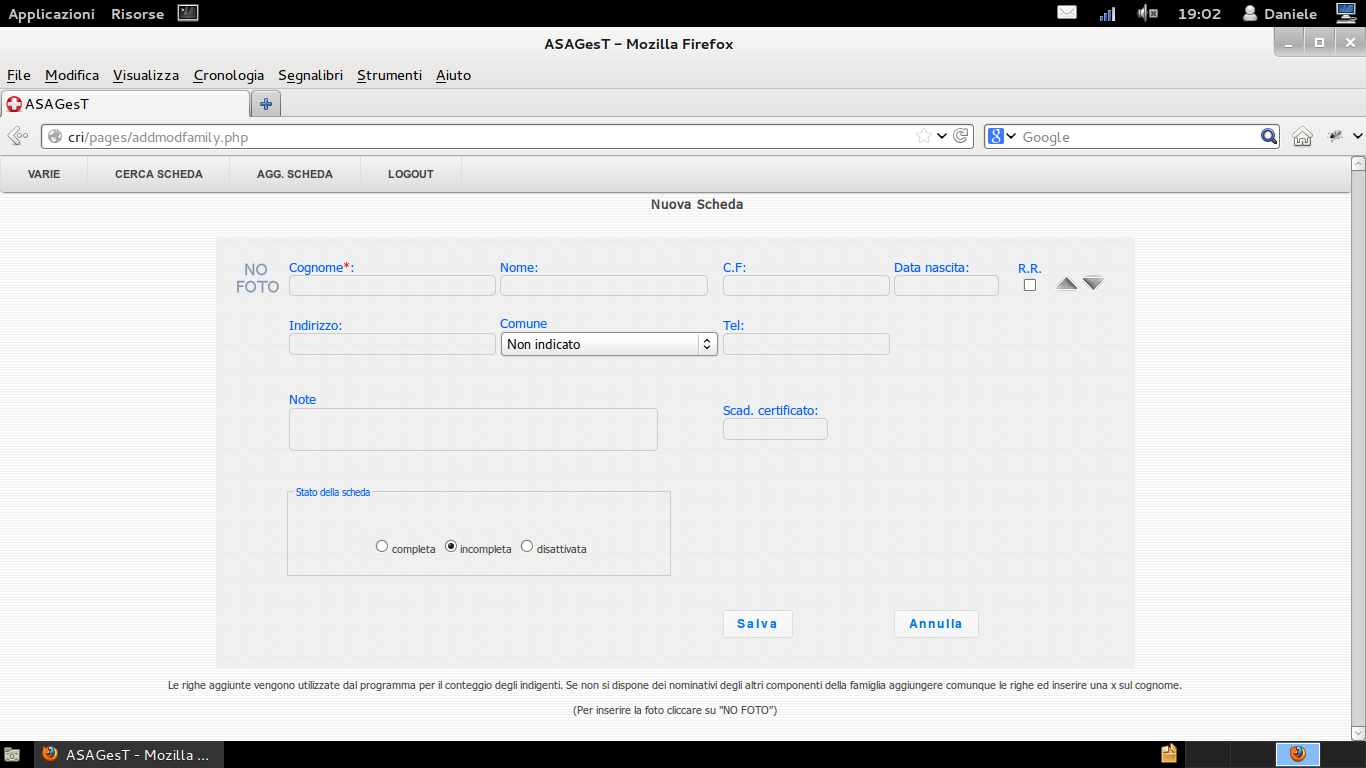 Applicazioni Risorse 19:02 Daniele
ASAGesT - Mozilla Firefox
File Modifica Visualizza Cronologia Segnalibri Strumenti Aiuto
ASAGesT
cri/pages/addmodfamily.php 8 Google
VARIE CERCA SCHEDA AGG. SCHEDA LOGOUT
Nuova Scheda
NO FOTO
Cognome*: Nome: C.F: Data nascita: R.R.
Indirizzo: Comune Tel:
Non indicato
Note Scad. certificato:
Stato della scheda
completa incompleta disattivata
Salva Annulla
Le righe aggiunte vengono utilizzate dal programma per il conteggio degli indigenti. Se non si dispone dei nominativi degli altri componenti della famiglia aggiungere comunque le righe ed inserire una x sul cognome.
(Per inserire la foto cliccare su "NO FOTO")
ASAGesT - Mozilla ...